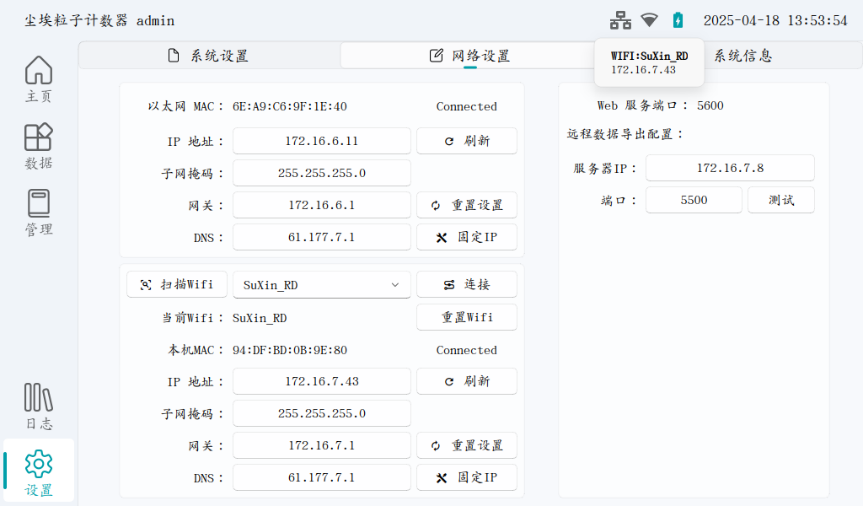 尘埃粒子计数器 admin
2025-04-18 13:53:54
系统设置
网络设置
WIFI:SuXin_RD
172.16.7.43
系统信息
主页
数据
管理
日志
设置
以太网 MAC： 6E:A9:C6:9F:1E:40 Connected
IP 地址： 172.16.6.11 刷新
子网掩码： 255.255.255.0
网关： 172.16.6.1 重置设置
DNS： 61.177.7.1 固定IP
扫描Wifi SuXin_RD 连接
当前Wifi： SuXin_RD 重置Wifi
本机MAC： 94:DF:BD:0B:9E:80 Connected
IP 地址： 172.16.7.43 刷新
子网掩码： 255.255.255.0
网关： 172.16.7.1 重置设置
DNS： 61.177.7.1 固定IP
Web 服务端口： 5600
远程数据导出配置：
服务器IP： 172.16.7.8
端口： 5500 测试